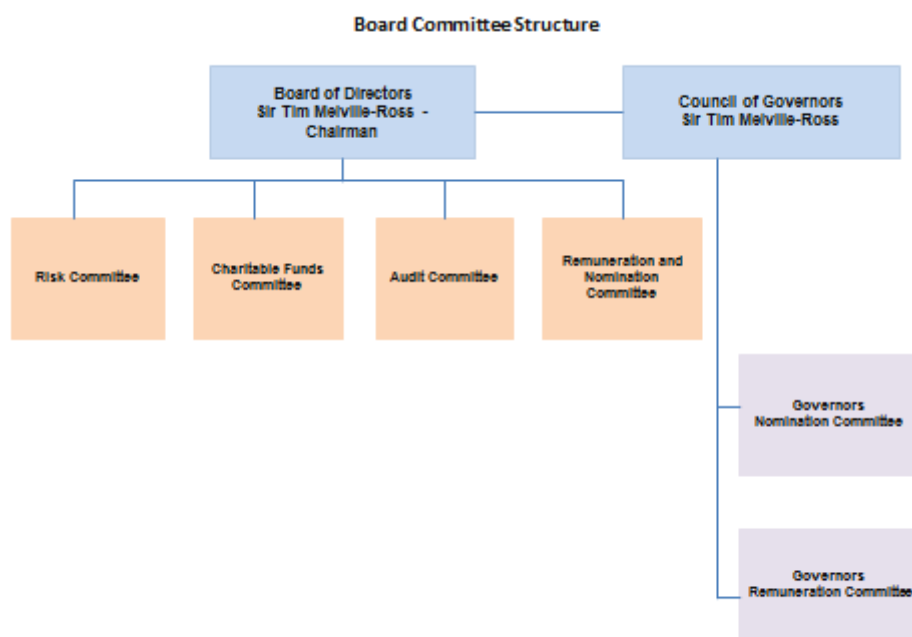 Board Committee Structure
Board of Directors
Sir Tim Melville-Ross -
Chairman
Council of Governors
Sir Tim Melville-Ross
Risk Committee
Charitable Funds
Committee
Audit Committee
Remuneration and
Nomination
Committee
Governors
Nomination Committee
Governors
Remuneration Committee